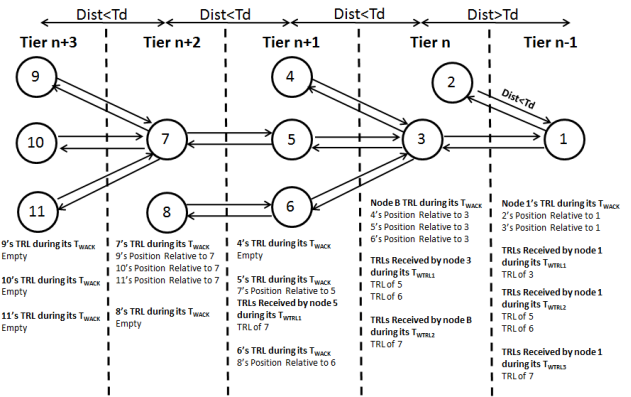 Dist<Td Dist<Td Dist<Td Dist>Td
Tier n+3 Tier n+2 Tier n+1 Tier n Tier n-1
9
4
2
Dist<Td
10
7
5
3
1
11
8
6
9's TRL during its TWACK
Empty
10's TRL during its TWACK
Empty
11's TRL during its TWACK
Empty
7's TRL during its TWACK
9's Position Relative to 7
10's Position Relative to 7
11's Position Relative to 7
8's TRL during its TWACK
Empty
4's TRL during its TWACK
Empty
5's TRL during its TWACK
7's Position Relative to 5
TRLs Received by node 5
during its TWTRL1
TRL of 7
6's TRL during its TWACK
8's Position Relative to 6
Node B TRL during its TWACK
4's Position Relative to 3
5's Position Relative to 3
6's Position Relative to 3
TRLs Received by node 3
during its TWTRL1
TRL of 5
TRL of 6
TRLs Received by node B
during its TWTRL2
TRL of 7
Node 1's TRL during its TWACK
2's Position Relative to 1
3's Position Relative to 1
TRLs Received by node 1
during its TWTRL1
TRL of 3
TRLs Received by node 1
during its TWTRL2
TRL of 5
TRL of 6
TRLs Received by node 1
during its TWTRL3
TRL of 7